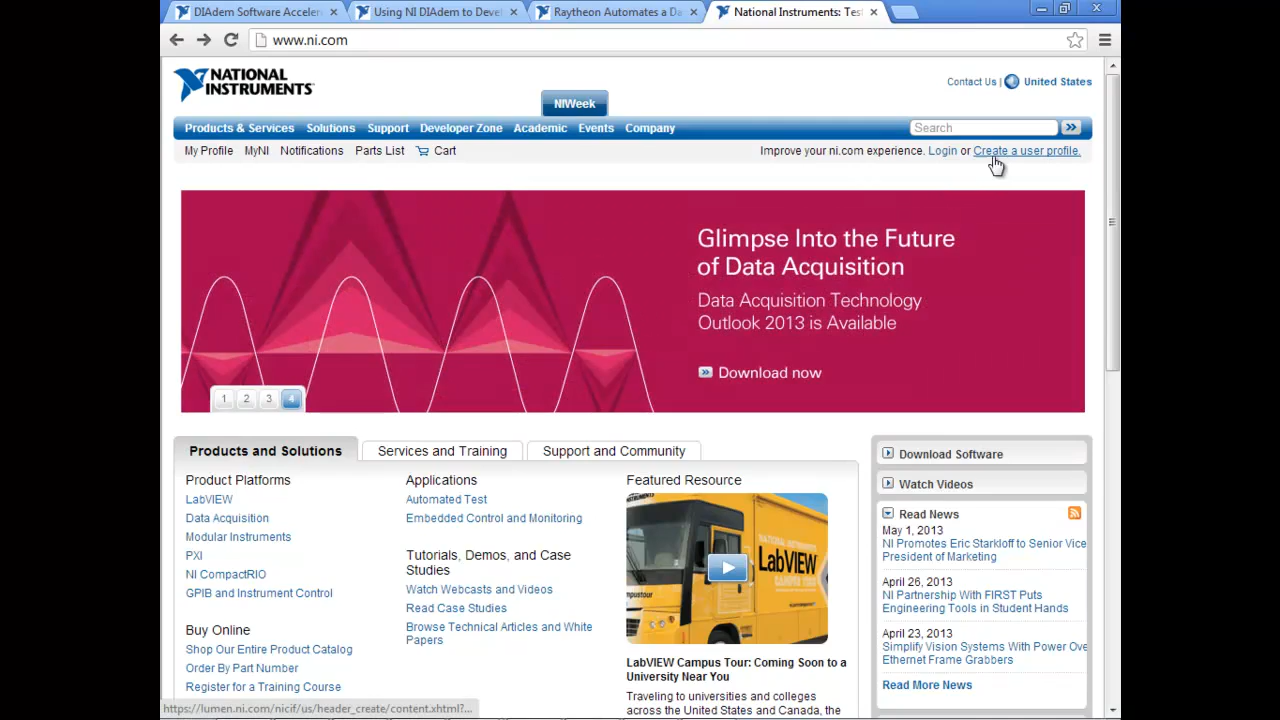 DIAdem Software Acceler
Using NI DIAdem to Deve
Raytheon Automates a Da
National Instruments: Test
www.ni.com
NATIONAL INSTRUMENTS
Contact Us | United States
NIWeek
Products & Services Solutions Support Developer Zone Academic Events Company Search
My Profile MyNI Notifications Parts List Cart Improve your ni.com experience. Login or Create a user profile.
Glimpse Into the Future
of Data Acquisition
Data Acquisition Technology
Outlook 2013 is Available
Download now
1 2 3 4
Products and Solutions Services and Training Support and Community
Product Platforms
LabVIEW
Data Acquisition
Modular Instruments
PXI
NI CompactRIO
GPIB and Instrument Control
Buy Online
Shop Our Entire Product Catalog
Order By Part Number
Register for a Training Course
Applications
Automated Test
Embedded Control and Monitoring
Tutorials, Demos, and Case
Studies
Watch Webcasts and Videos
Read Case Studies
Browse Technical Articles and White
Papers
Featured Resource
NATIONAL INSTRUMENTS
LabVIEW
LabVIEW Campus Tour: Coming Soon to a
University Near You
Traveling to universities and colleges
across the United States and Canada, the
Download Software
Watch Videos
Read News
May 1, 2013
NI Promotes Eric Starkloff to Senior Vice
President of Marketing
April 26, 2013
NI Partnership With FIRST Puts
Engineering Tools in Student Hands
April 23, 2013
Simplify Vision Systems With Power Ove
Ethernet Frame Grabbers
Read More News
https://lumen.ni.com/nicif/us/header_create/content.xhtml?...